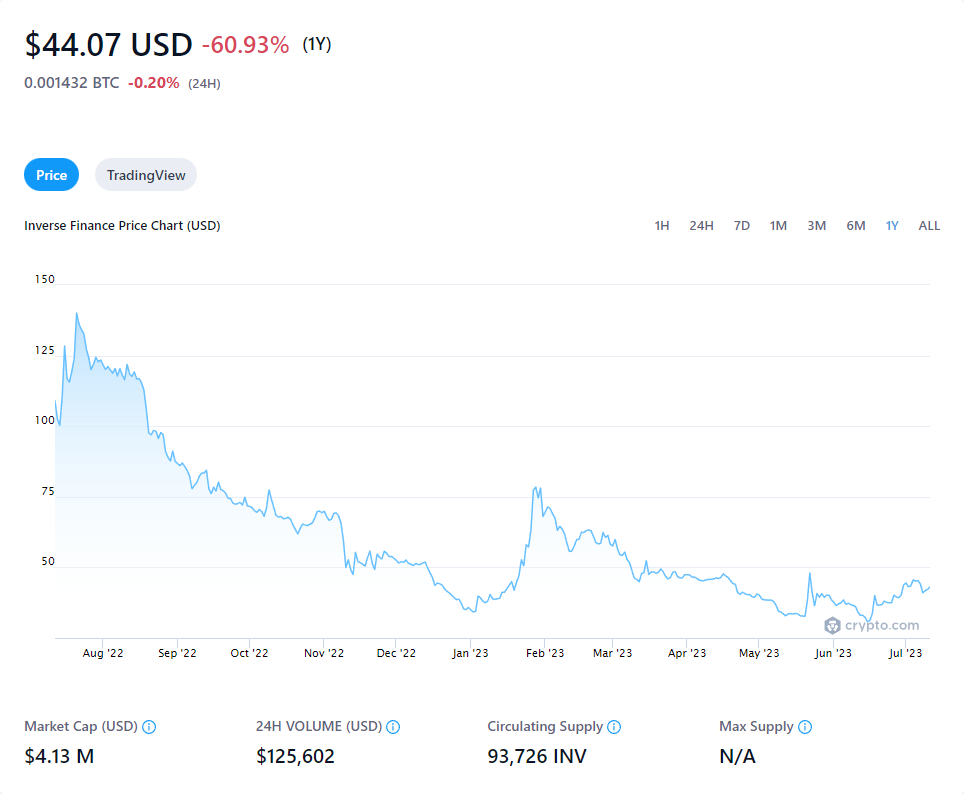 $44.07 USD -60.93% (1Y)
0.001432 BTC -0.20% (24H)
Price TradingView
Inverse Finance Price Chart (USD) 1H 24H 7D 1M 3M 6M 1Y ALL
150
125
100
75
50
crypto.com
Aug '22 Sep '22 Oct '22 Nov '22 Dec '22 Jan '23 Feb '23 Mar '23 Apr '23 May '23 Jun '23 Jul '23
Market Cap (USD) 24H VOLUME (USD) Circulating Supply Max Supply
$4.13 M $125,602 93,726 INV N/A